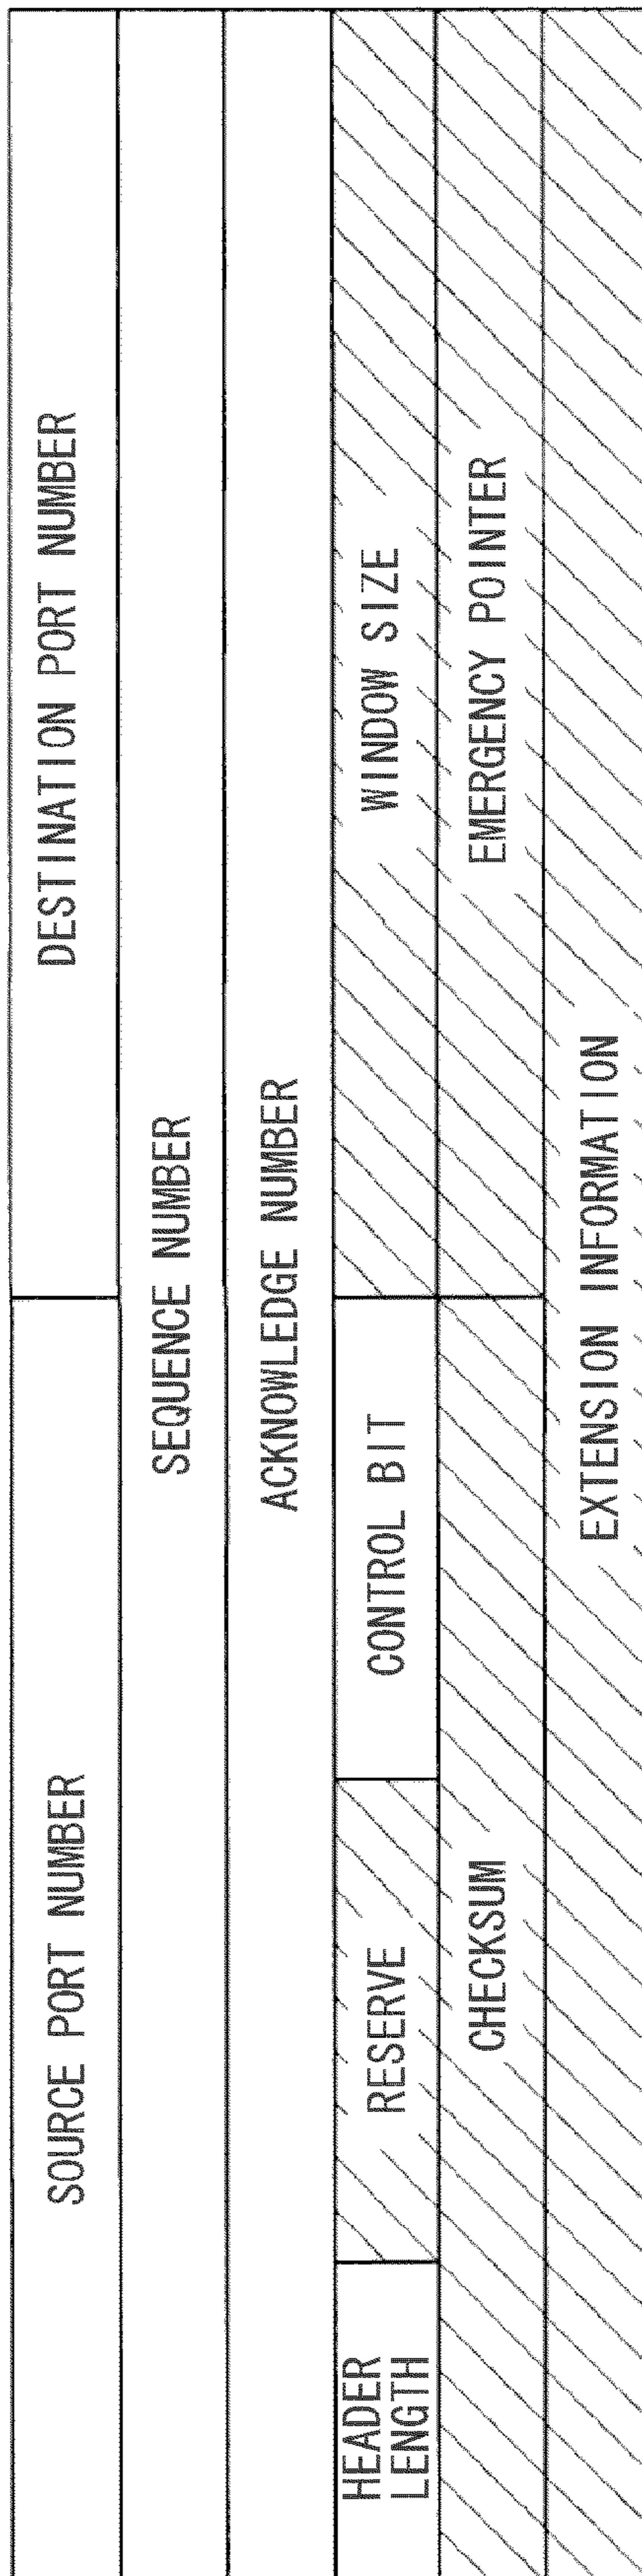 SOURCE PORT NUMBER
DESTINATION PORT NUMBER
SEQUENCE NUMBER
ACKNOWLEDGE NUMBER
HEADER
LENGTH
RESERVE
CONTROL BIT
WINDOW SIZE
CHECKSUM
EMERGENCY POINTER
EXTENSION INFORMATION